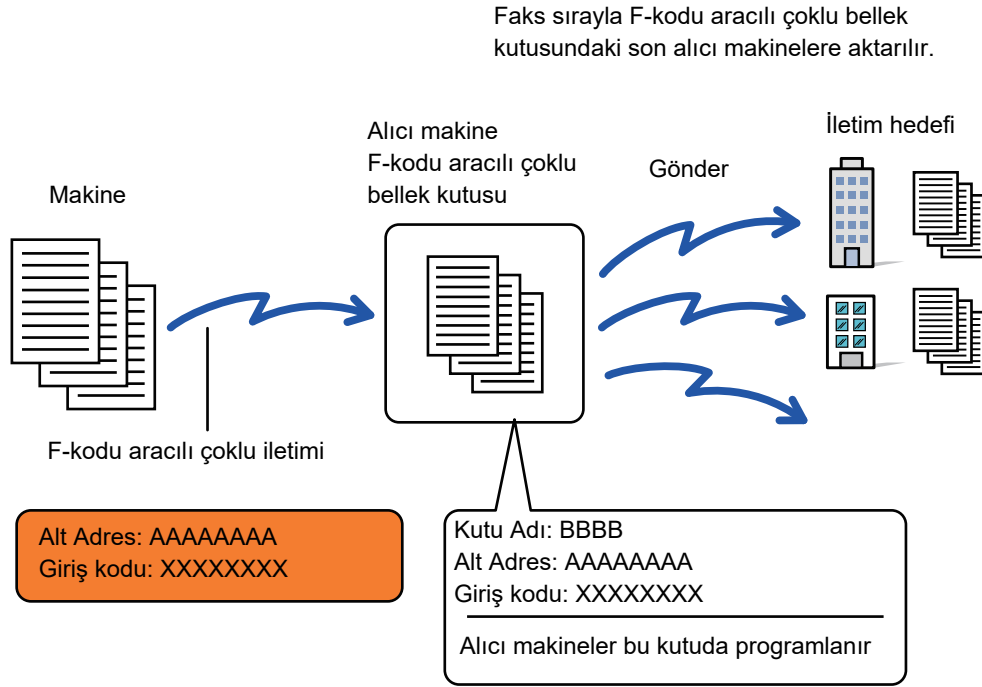 Faks sırayla F-kodu aracılı çoklu bellek
kutusundaki son alıcı makinelere aktarılır.
Makine
Alıcı makine
F-kodu aracılı çoklu
bellek kutusu
Gönder
İletim hedefi
F-kodu aracılı çoklu iletimi
Alt Adres: AAAAAAAA
Giriş kodu: XXXXXXXX
Kutu Adı: BBBB
Alt Adres: AAAAAAAA
Giriş kodu: XXXXXXXX
Alıcı makineler bu kutuda programlanır